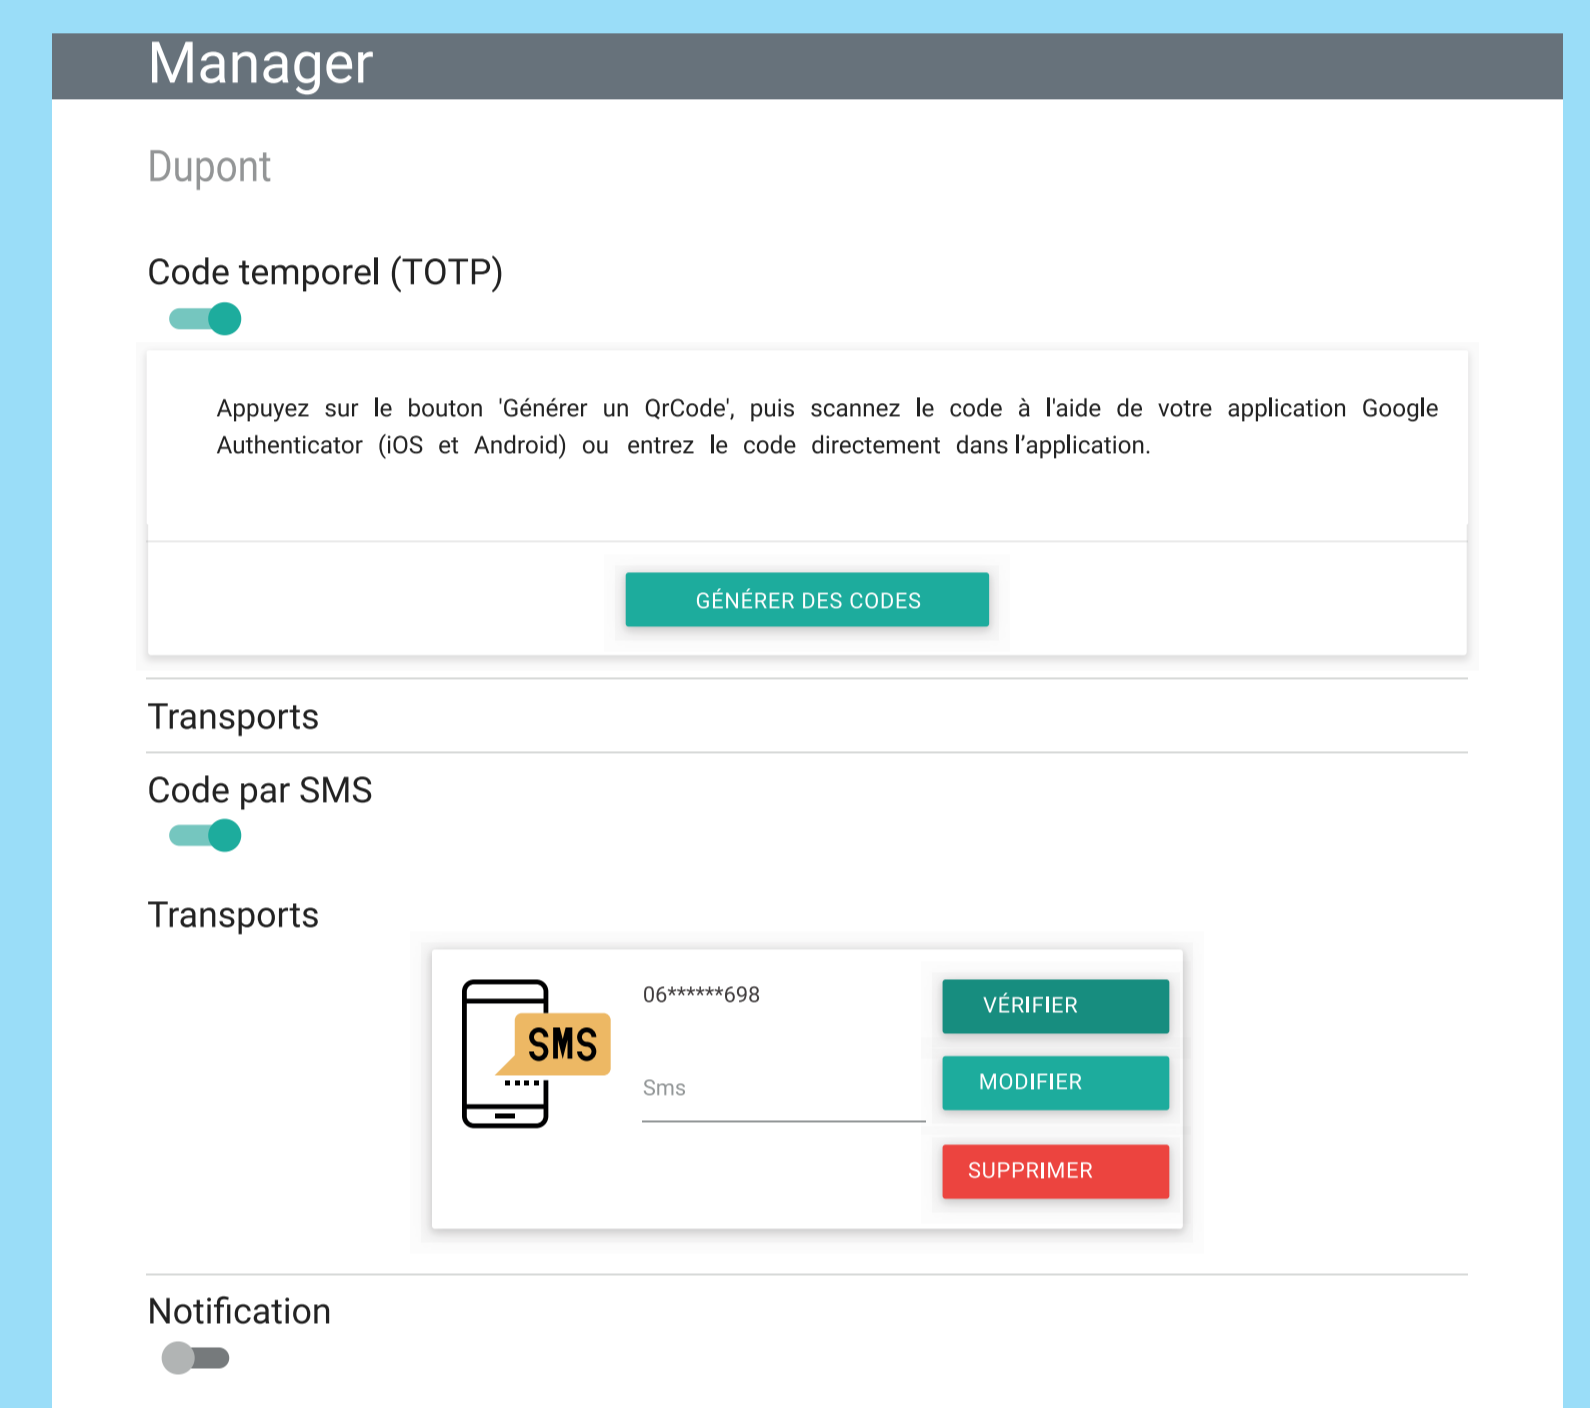 Manager
Dupont
Code temporel (TOTP)
Appuyez sur le bouton 'Générer un QrCode', puis scannez le code à l'aide de votre application Google
Authenticator (iOS et Android) ou entrez le code directement dans l’application.
GÉNÉRER DES CODES
Transports
Code par SMS
Transports
06******698
VÉRIFIER
SMS
Sms
MODIFIER
SUPPRIMER
Notification